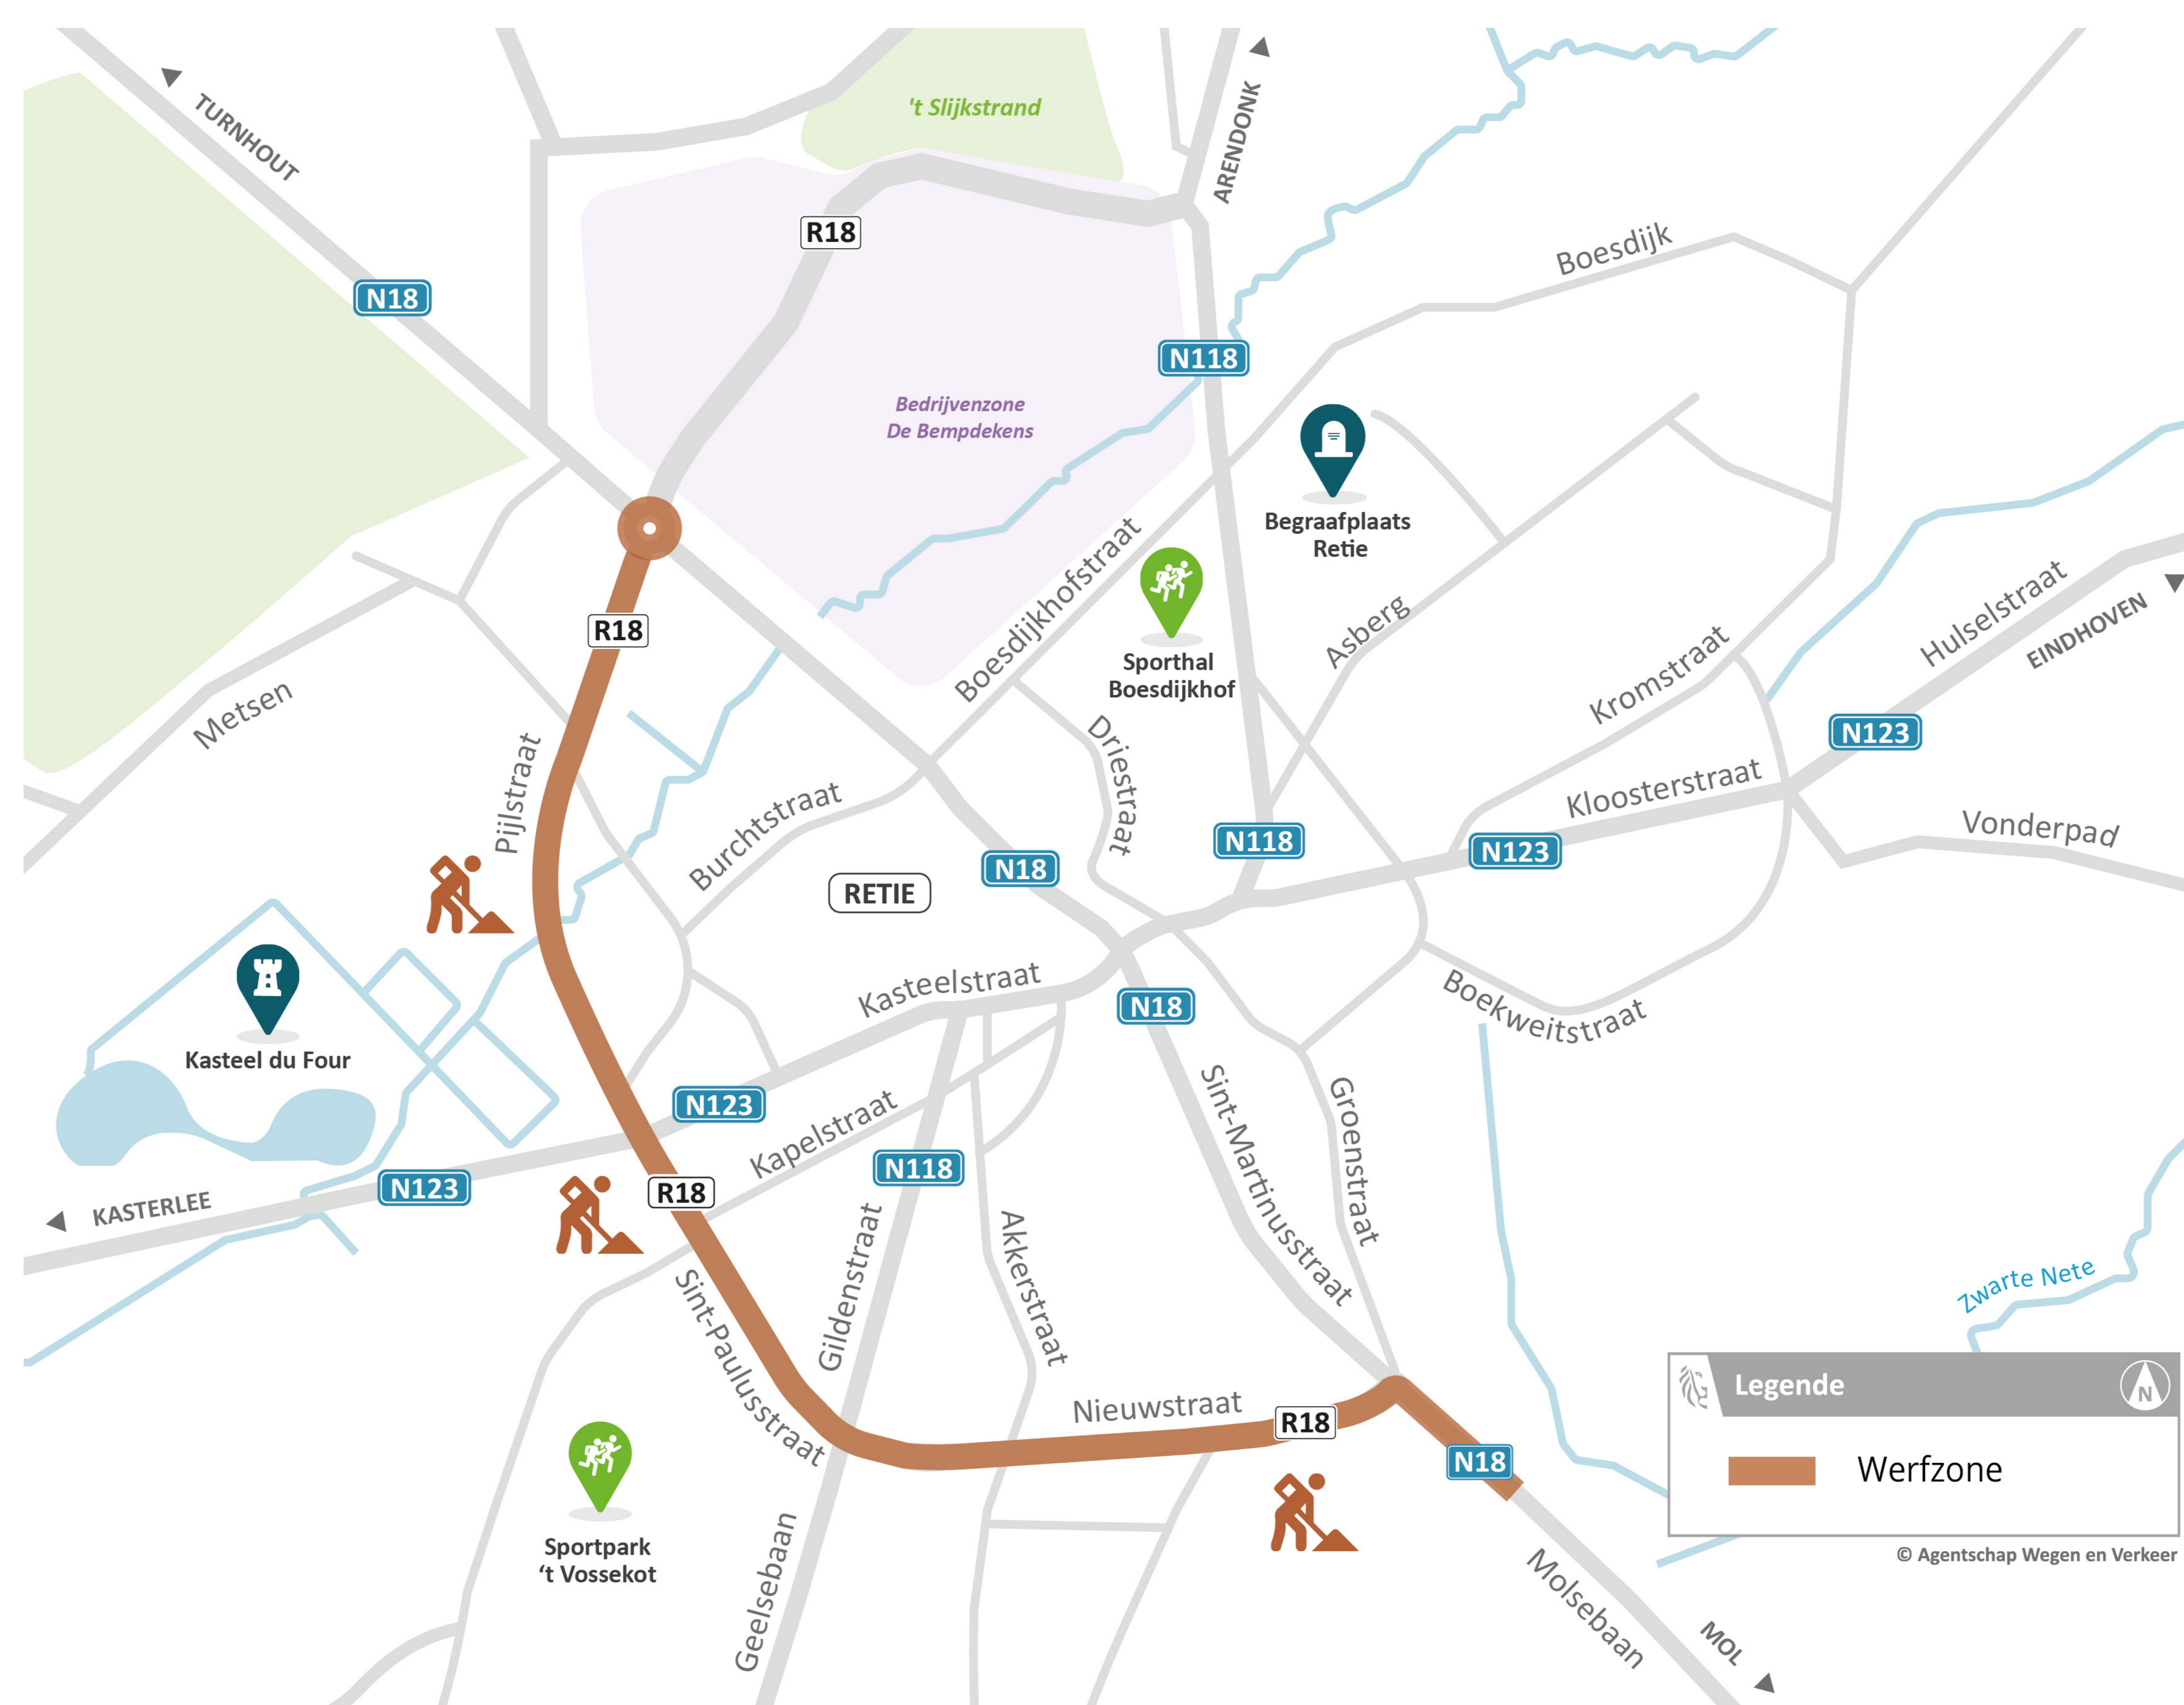 TURNHOUT
't Slijkstrand
ARENDONK
R18
Boesdijk
N18
N118
Bedrijvenzone
De Bempdekens
Begraafplaats
Retie
Boesdijkhofstraat
R18
Sporthal
Boesdijkhof
Asberg
Kromstraat
Hulselstraat
EINDHOVEN
Metsen
Pijlstraat
Driestraat
N123
Burchtstraat
Kloosterstraat
Vonderpad
N18
N118
N123
RETIE
Kasteelstraat
N18
Boekweitstraat
Kasteel du Four
N123
Kapelstraat
Sint-Martinusstraat
Groenstraat
N118
N123
R18
KASTERLEE
Gildenstraat
Akkerstraat
Sint-Paulusstraat
Zwarte Nete
Nieuwstraat
R18
N18
Legende
N
Werfzone
Sportpark
‘t Vossekot
Geelsebaan
Molsebaan
MOL
© Agentschap Wegen en Verkeer